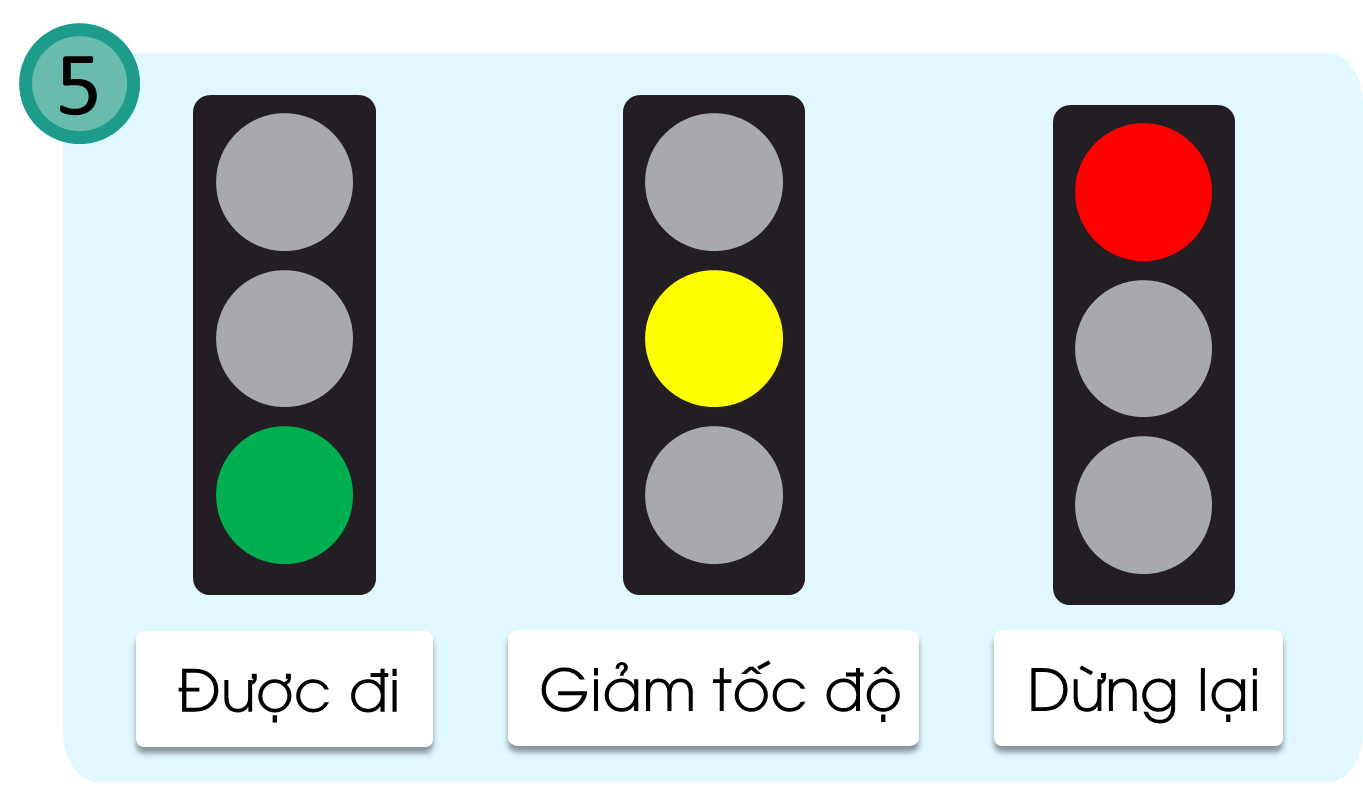 5
Được đi
Giảm tốc độ
Dừng lại